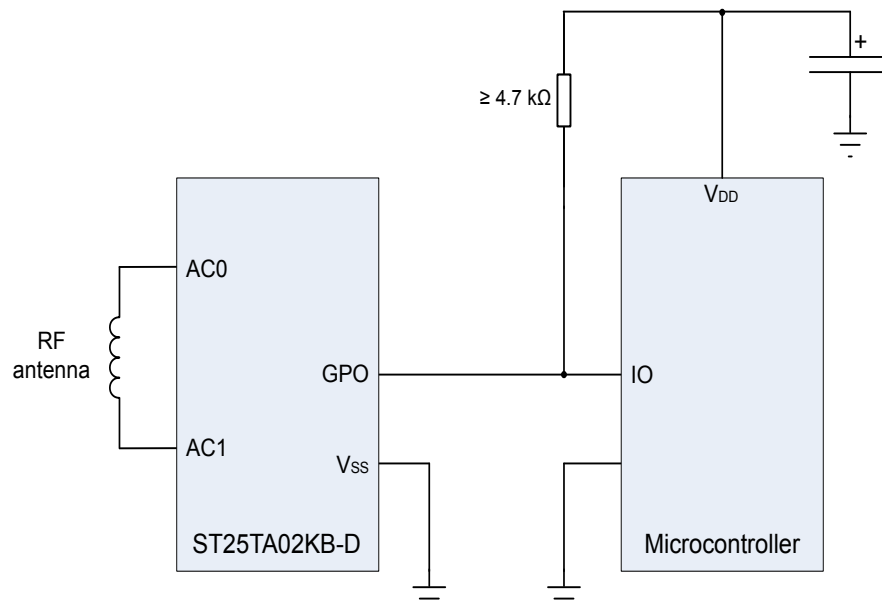 +
≥ 4.7 kΩ
VDD
AC0
RF
antenna
GPO
IO
AC1
VSS
ST25TA02KB-D
Microcontroller